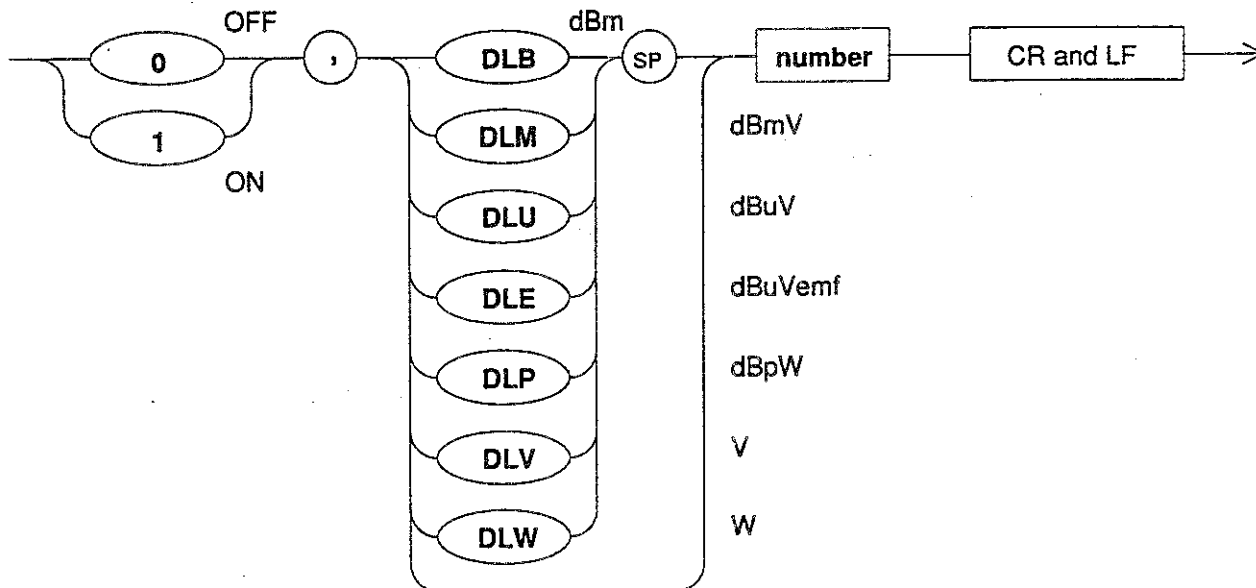 OFF
dBm
0
,
DLB
SP
number
CR and LF
1
DLM
dBmV
ON
DLU
dBuV
DLE
dBuVemf
DLP
dBpW
DLV
V
DLW
W